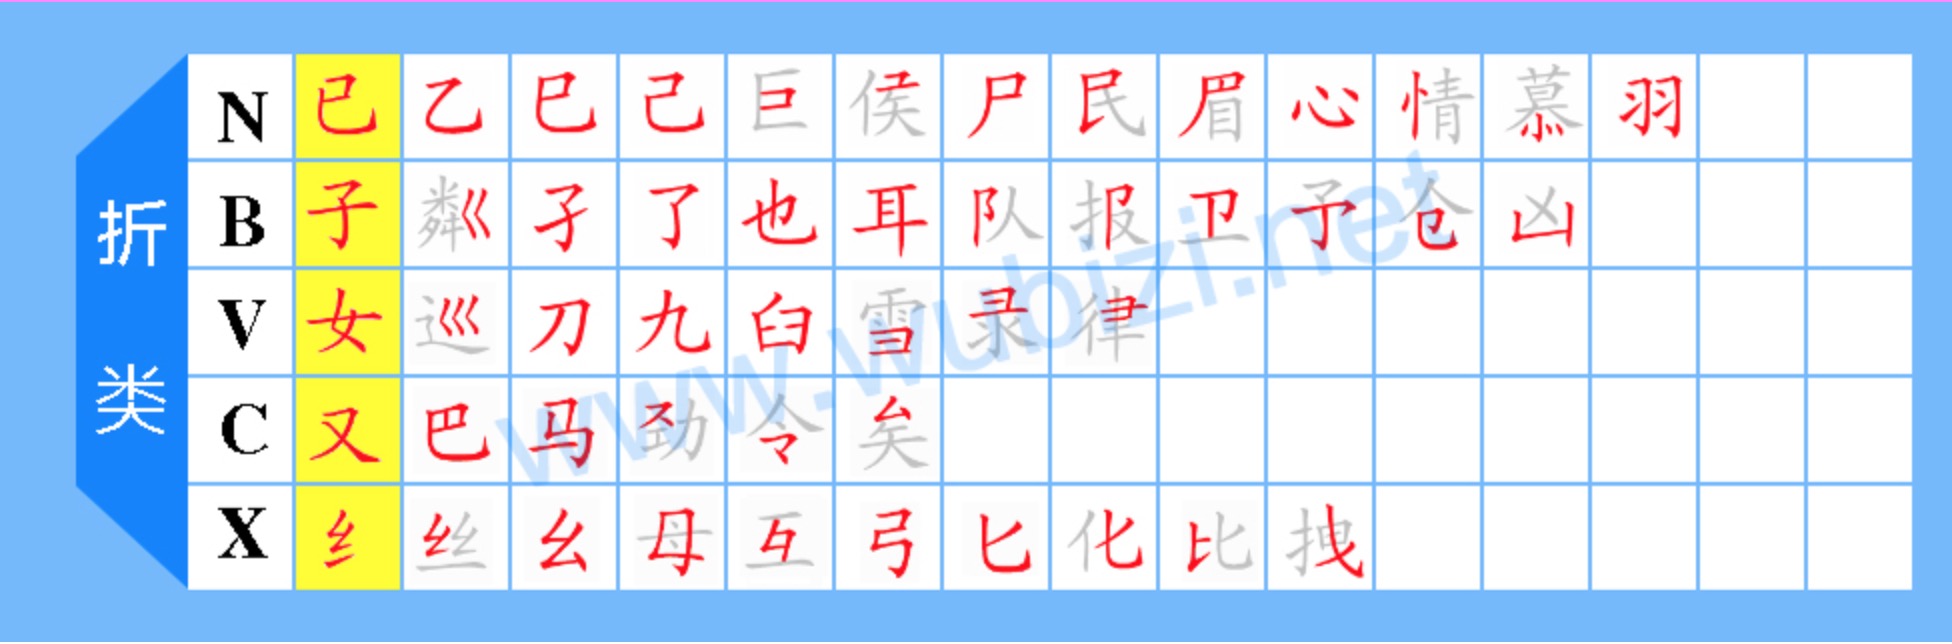 折类
N 已 乙 巳 己 巨 侯 尸 民 眉 心 情 慕 羽
B 子 粼 孑 了 也 耳 队 报 卫 予 仓 凶
V 女 巡 刀 九 臼 雪 录 律
C 又 巴 马 劲 令 矣
X 纟 丝 幺 母 互 弓 匕 化 比 拽
www.wubizi.net